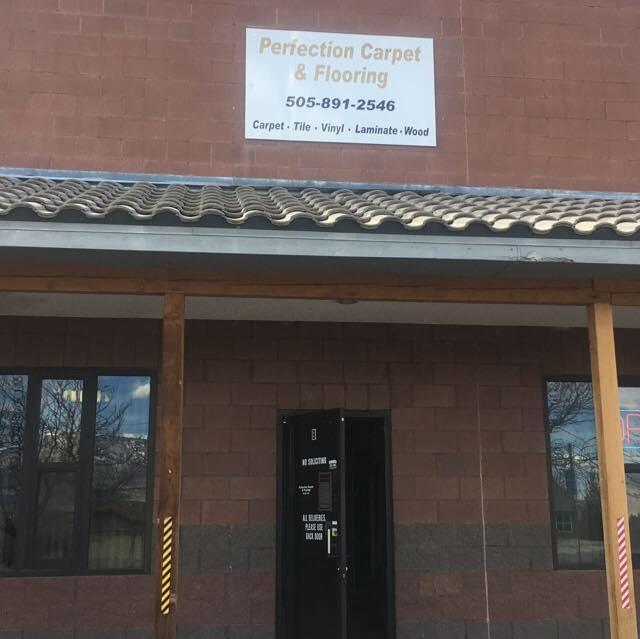 Perfection Carpet
& Flooring
505-891-2546
Carpet · Tile · Vinyl · Laminate · Wood
NO SOLICITING
ALL DELIVERIES,
PLEASE USE
BACK DOOR